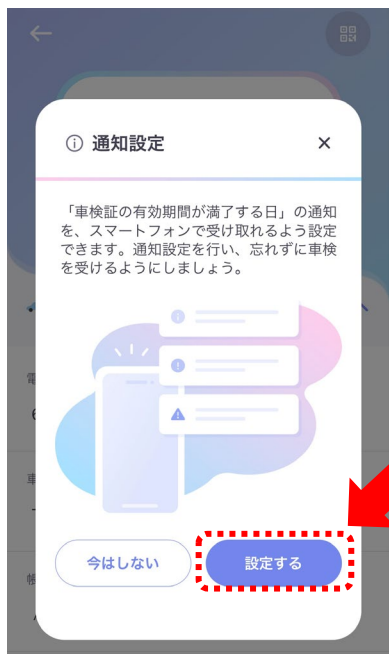 通知設定
「車検証の有効期間が満了する日」の通知
を、スマートフォンで受け取れるよう設定
できます。通知設定を行い、忘れずに車検
を受けるようにしましょう。
電
車
今はしない
設定する